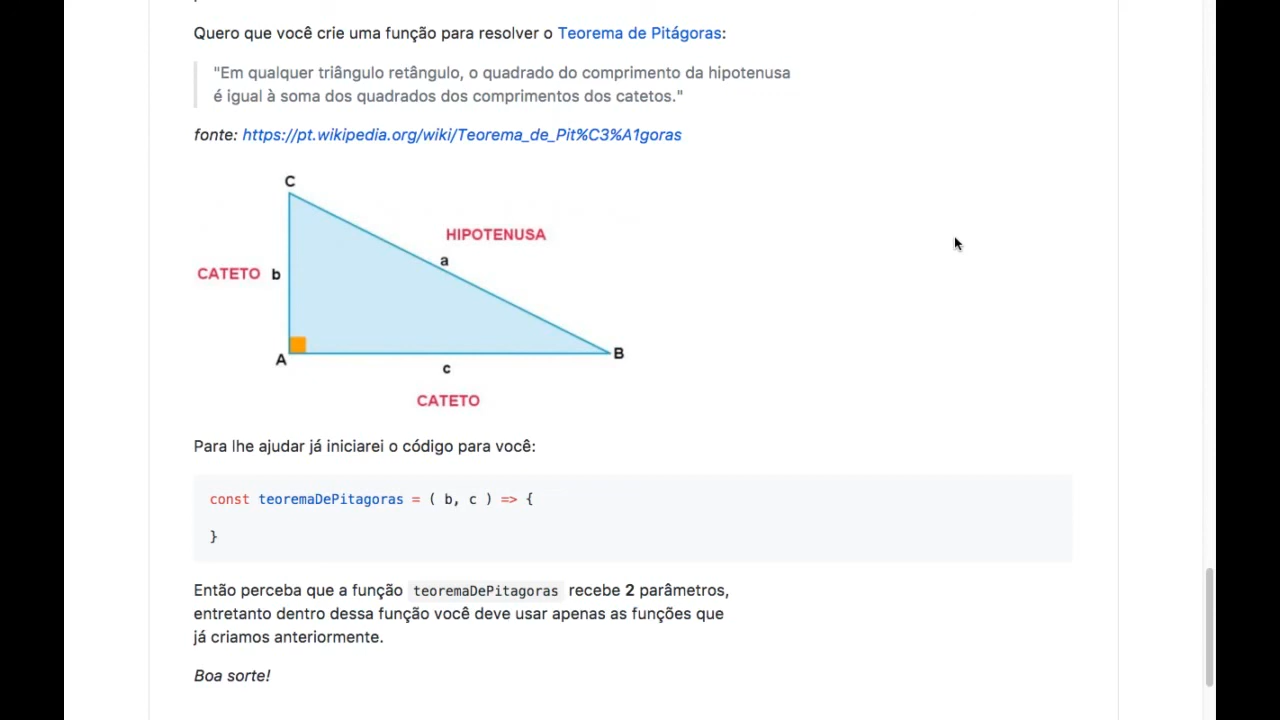 Quero que você crie uma função para resolver o Teorema de Pitágoras:
"Em qualquer triângulo retângulo, o quadrado do comprimento da hipotenusa
é igual à soma dos quadrados dos comprimentos dos catetos."
fonte: https://pt.wikipedia.org/wiki/Teorema_de_Pit%C3%A1goras
C
HIPOTENUSA
a
CATETO b
A
B
c
CATETO
Para lhe ajudar já iniciarei o código para você:
const teoremaDePitagoras = ( b, c ) => {
}
Então perceba que a função teoremaDePitagoras recebe 2 parâmetros,
entretanto dentro dessa função você deve usar apenas as funções que
já criamos anteriormente.
Boa sorte!